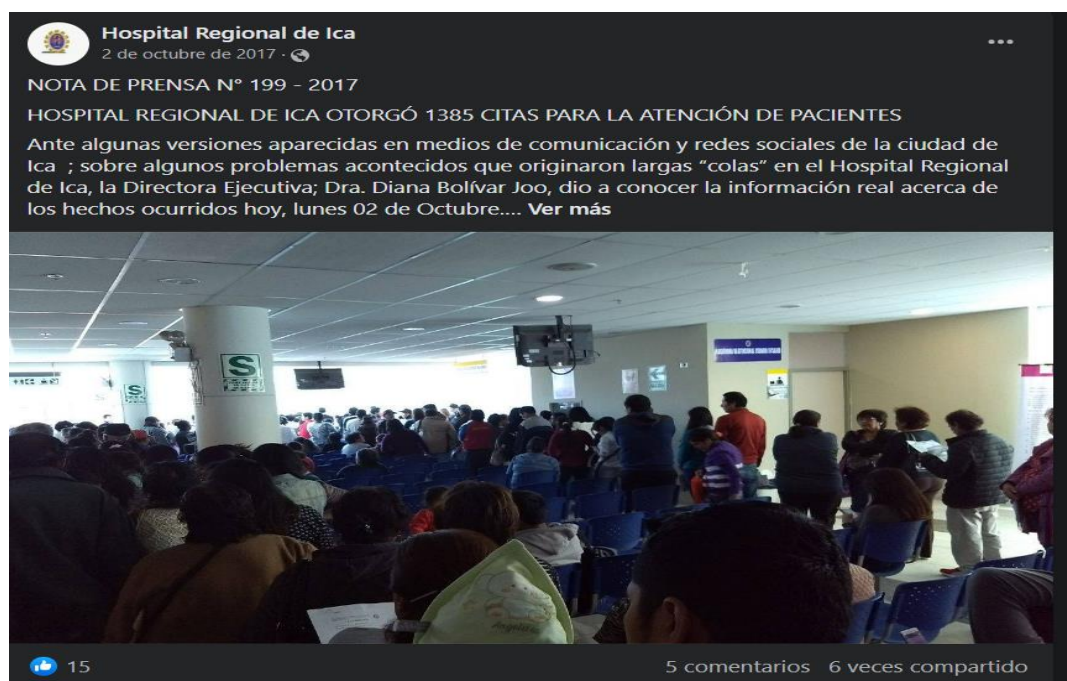 Hospital Regional de Ica
2 de octubre de 2017 ·
NOTA DE PRENSA N° 199 - 2017
HOSPITAL REGIONAL DE ICA OTORGÓ 1385 CITAS PARA LA ATENCIÓN DE PACIENTES
Ante algunas versiones aparecidas en medios de comunicación y redes sociales de la ciudad de
Ica ; sobre algunos problemas acontecidos que originaron largas “colas” en el Hospital Regional
de Ica, la Directora Ejecutiva; Dra. Diana Bolívar Joo, dio a conocer la información real acerca de
los hechos ocurridos hoy, lunes 02 de Octubre.... Ver más
S
S
15
5 comentarios 6 veces compartido